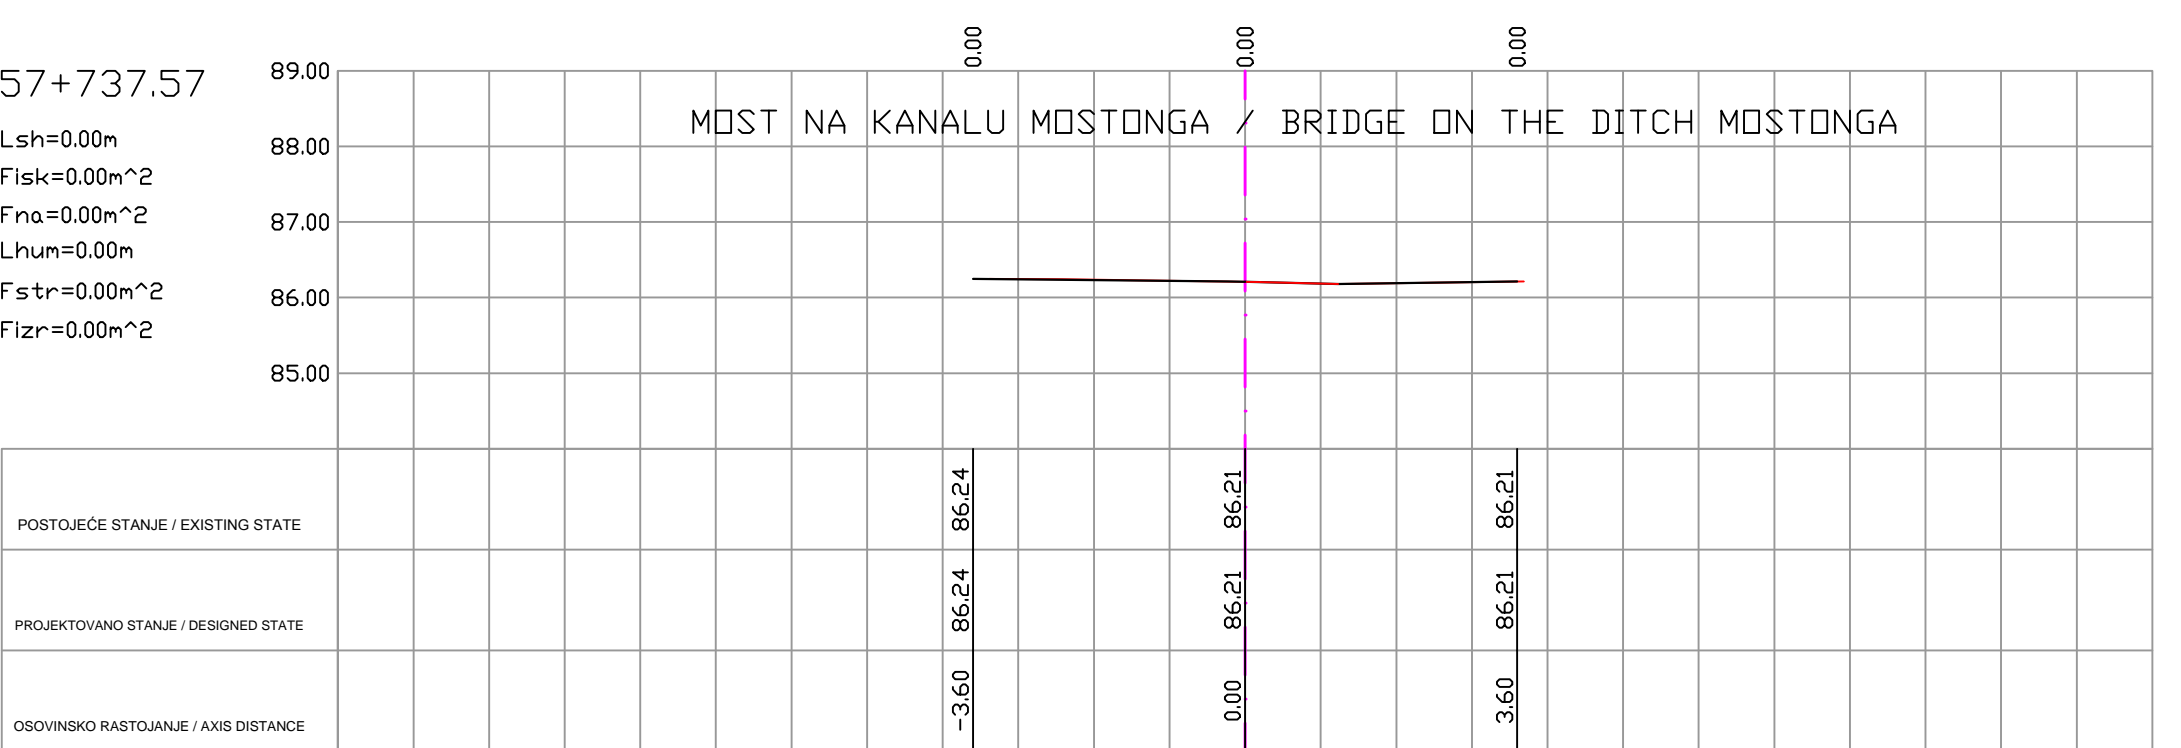 0.00 0.00 0.00
57+737.57
89.00
MOST NA KANALU MOSTONGA / BRIDGE ON THE DITCH MOSTONGA
Lsh=0.00m
88.00
Fisk=0.00m^2
Fna=0.00m^2
87.00
Lhum=0.00m
Fstr=0.00m^2
86.00
Fizr=0.00m^2
85.00
POSTOJEĆE STANJE / EXISTING STATE
86.24 86.21 86.21
PROJEKTOVANO STANJE / DESIGNED STATE
86.24 86.21 86.21
OSOVINSKO RASTOJANJE / AXIS DISTANCE
-3.60 0.00 3.60